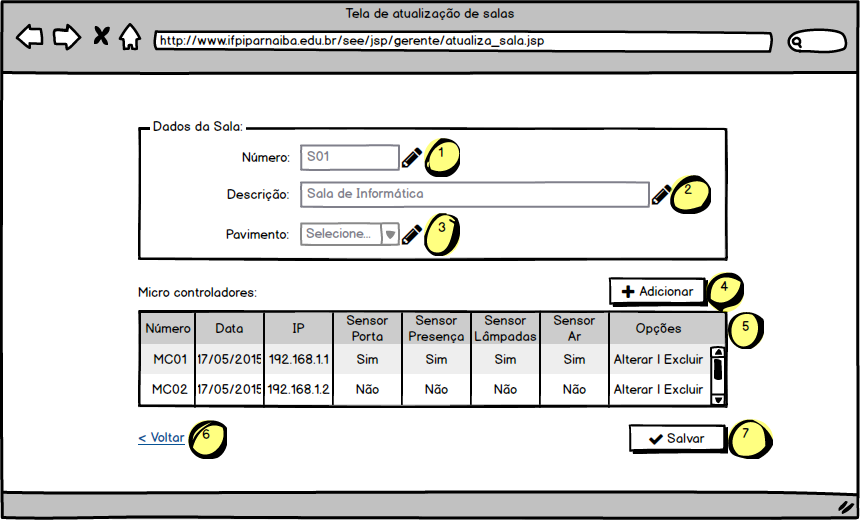 Tela de atualização de salas
http://www.ifpiparnaiba.edu.br/see/jsp/gerente/atualiza_sala.jsp
Dados da Sala:
Número: S01 1
Descrição: Sala de Informática 2
Pavimento: Selecione... 3
Micro controladores: Adicionar 4
Número Data IP Sensor Porta Sensor Presença Sensor Lâmpadas Sensor Ar Opções 5
MC01 17/05/2015 192.168.1.1 Sim Sim Sim Sim Alterar | Excluir
MC02 17/05/2015 192.168.1.2 Não Não Não Não Alterar | Excluir
< Voltar 6 Salvar 7